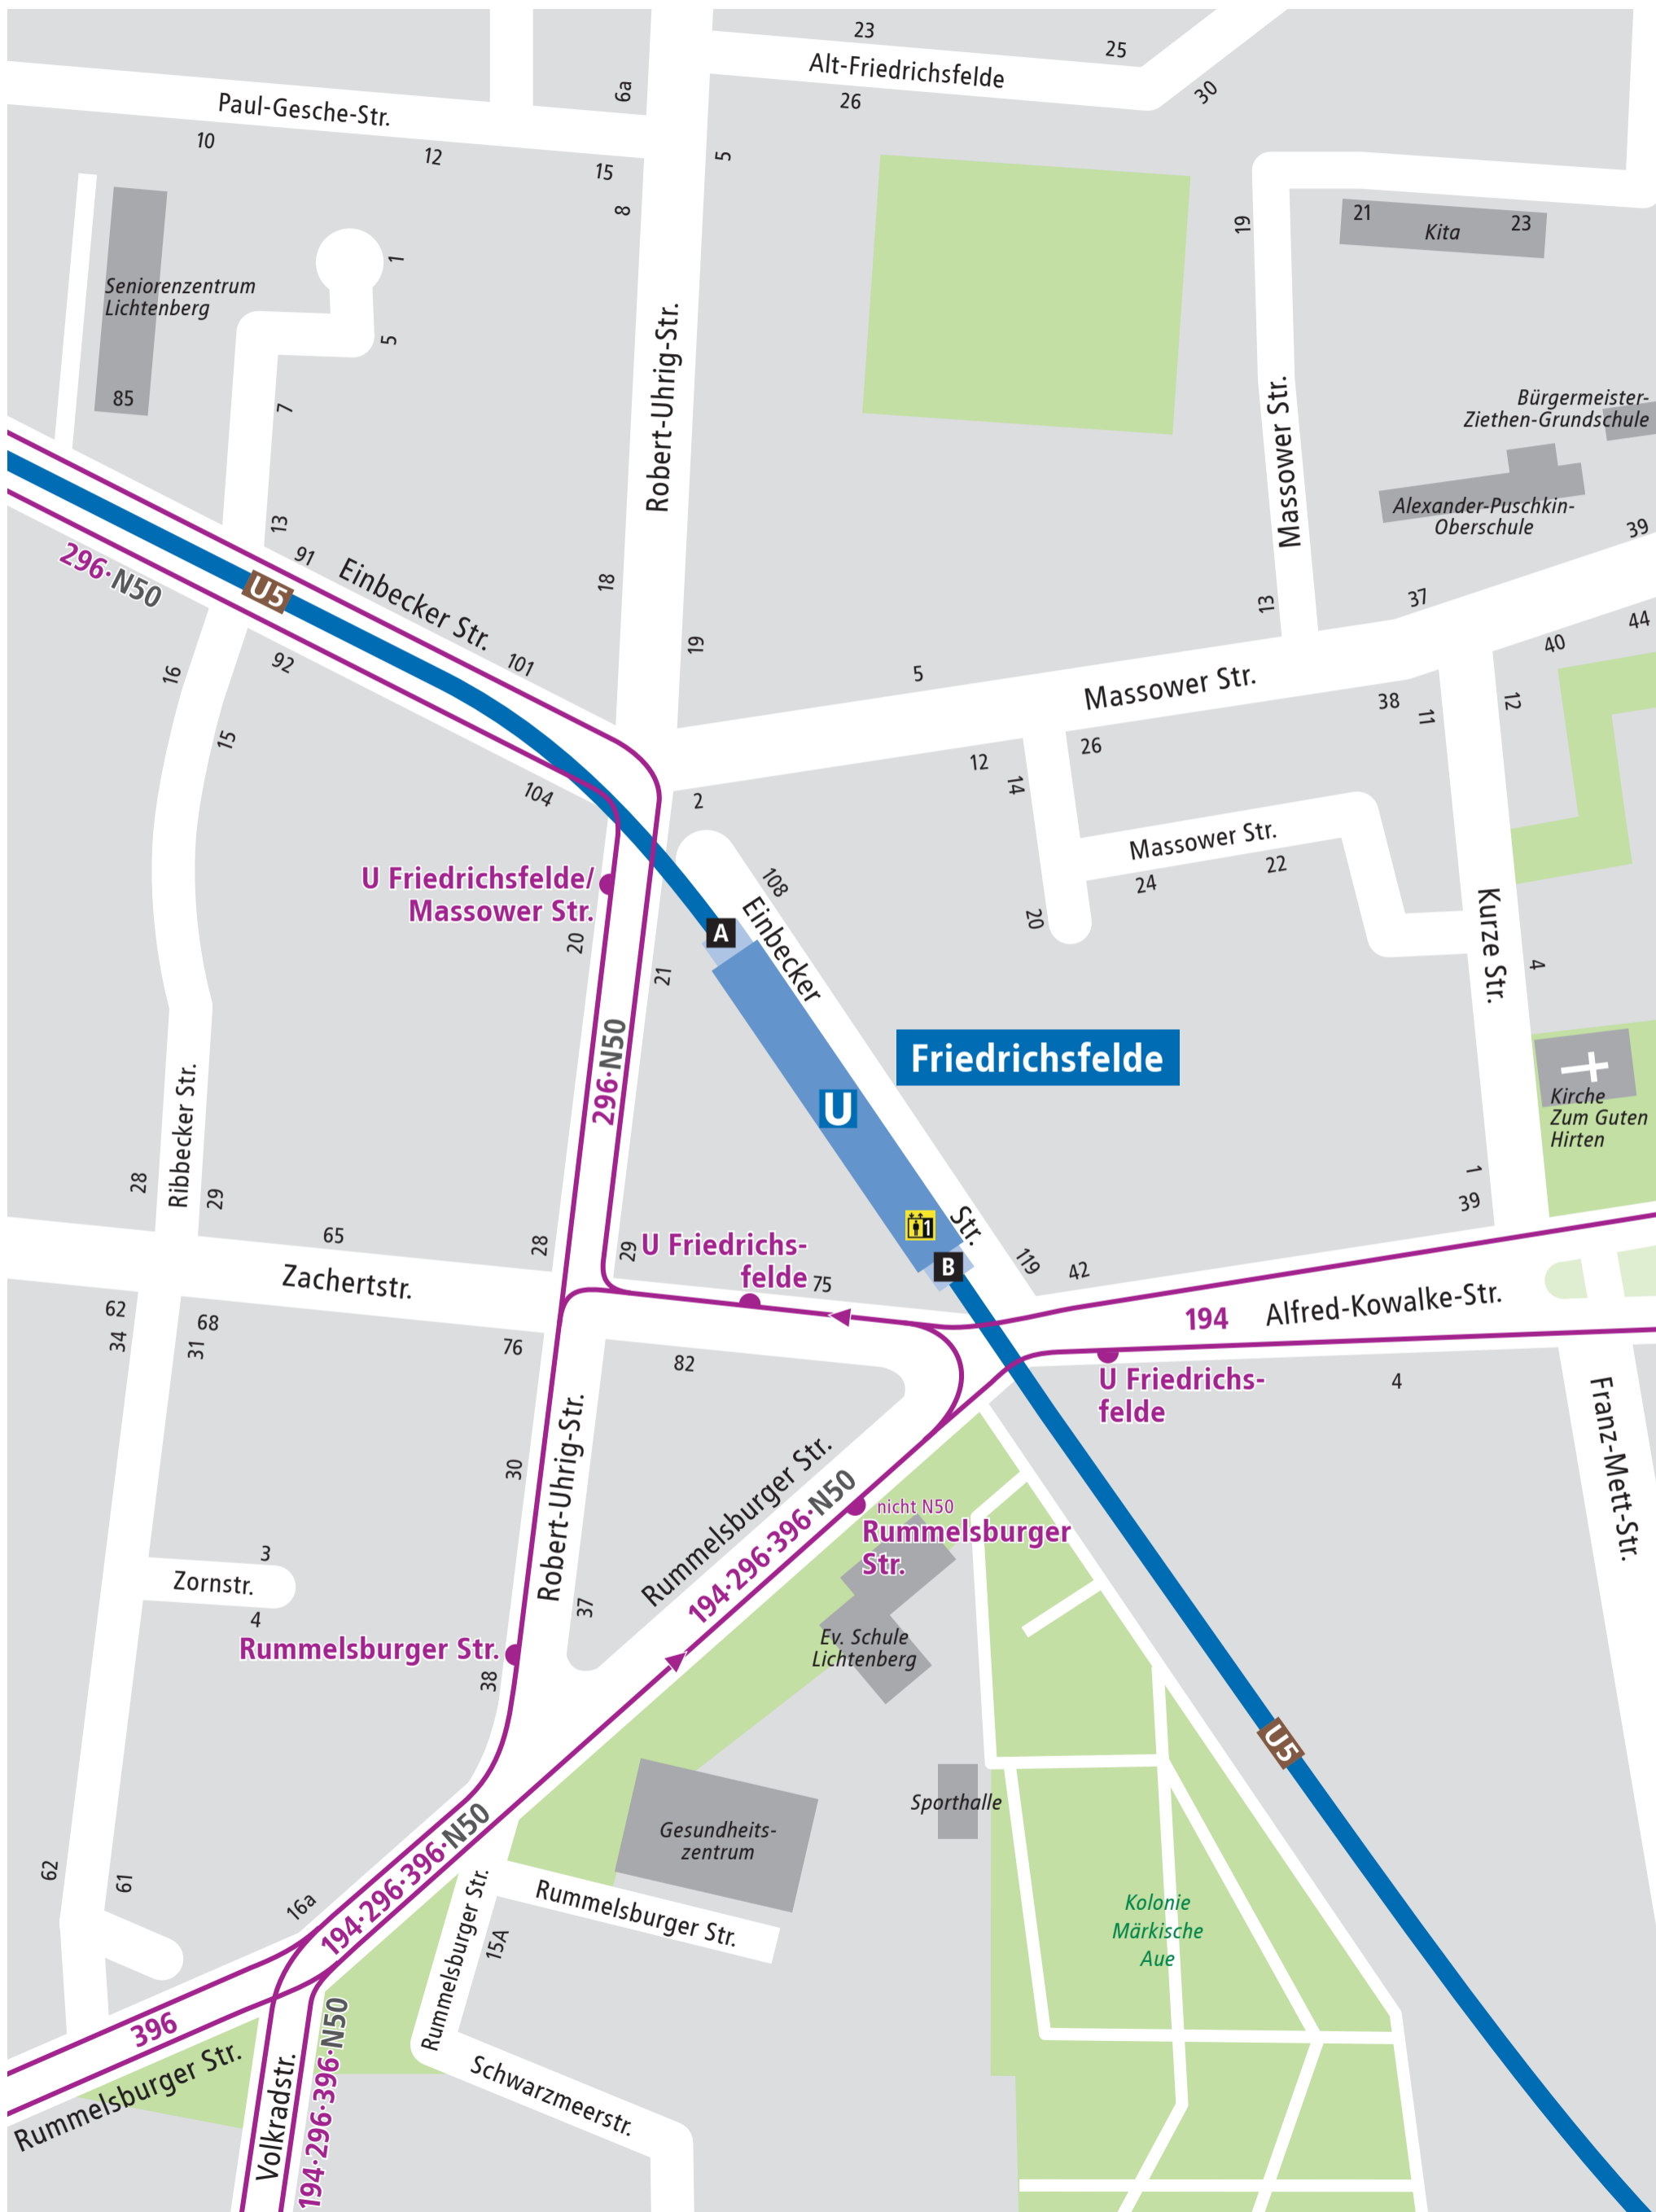 23
25
Alt-Friedrichsfelde
26
30
6a
Paul-Gesche-Str.
10
12
15
8
5
19
21
Kita
23
1
Seniorenzentrum
Lichtenberg
5
85
7
13
Robert-Uhrig-Str.
18
19
Massower Str.
13
Bürgermeister-
Ziethen-Grundschule
Alexander-Puschkin-
Oberschule
39
37
44
40
296·N50
U5
91
Einbecker Str.
101
92
16
15
104
5
Massower Str.
38
11
12
26
12
14
2
Massower Str.
24
22
20
108
U Friedrichsfelde/
Massower Str.
20
21
A
Einbecker
Str.
Kurze Str.
4
Friedrichsfelde
U
296·N50
Kirche
Zum Guten
Hirten
1
39
Ribbecker Str.
28
29
65
Zachertstr.
28
29
U Friedrichs-
felde
75
1
B
119
42
194
Alfred-Kowalke-Str.
62
34
68
31
76
82
U Friedrichs-
felde
4
Franz-Mett-Str.
30
Robert-Uhrig-Str.
37
Rummelsburger Str.
194·296·396·N50
nicht N50
Rummelsburger
Str.
3
Zornstr.
4
Rummelsburger Str.
38
Ev. Schule
Lichtenberg
U5
Sporthalle
Gesundheits-
zentrum
62
61
16a
194·296·396·N50
Rummelsburger Str.
Rummelsburger Str.
15A
Kolonie
Märkische
Aue
396
Rummelsburger Str.
Volkradstr.
194·296·396·N50
Schwarzmeerstr.